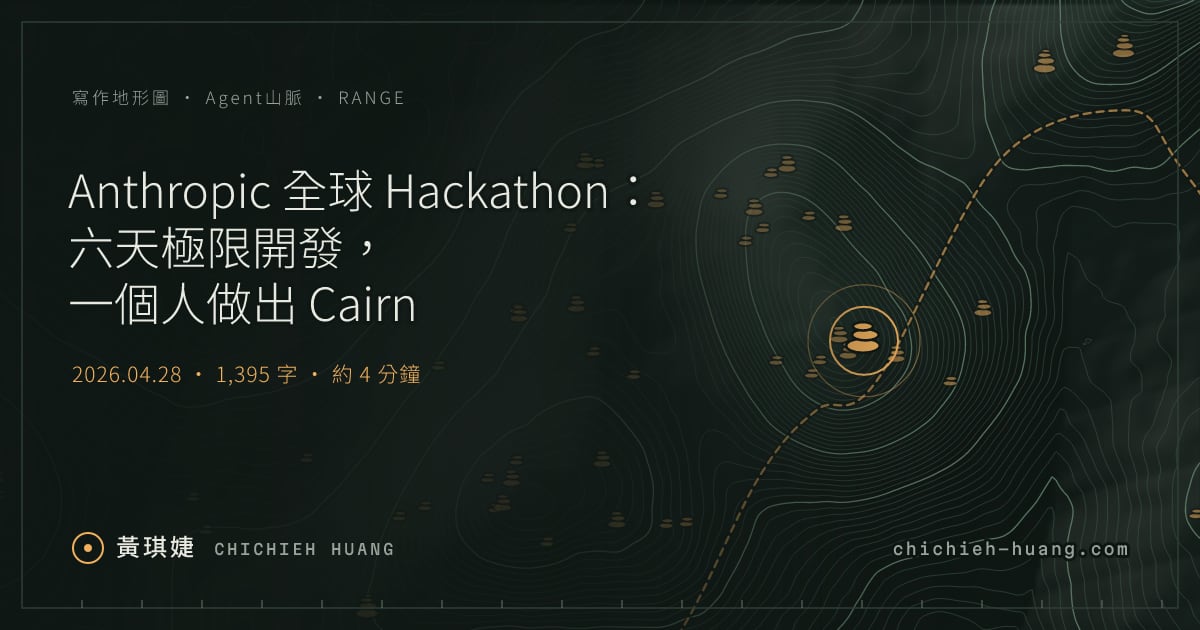 寫作地形圖 · Agent山脈 · RANGE
Anthropic 全球 Hackathon：
六天極限開發，
一個人做出 Cairn
2026.04.28 · 1,395 字 · 約 4 分鐘
黃琪婕 CHICHIEH HUANG
chichieh-huang.com